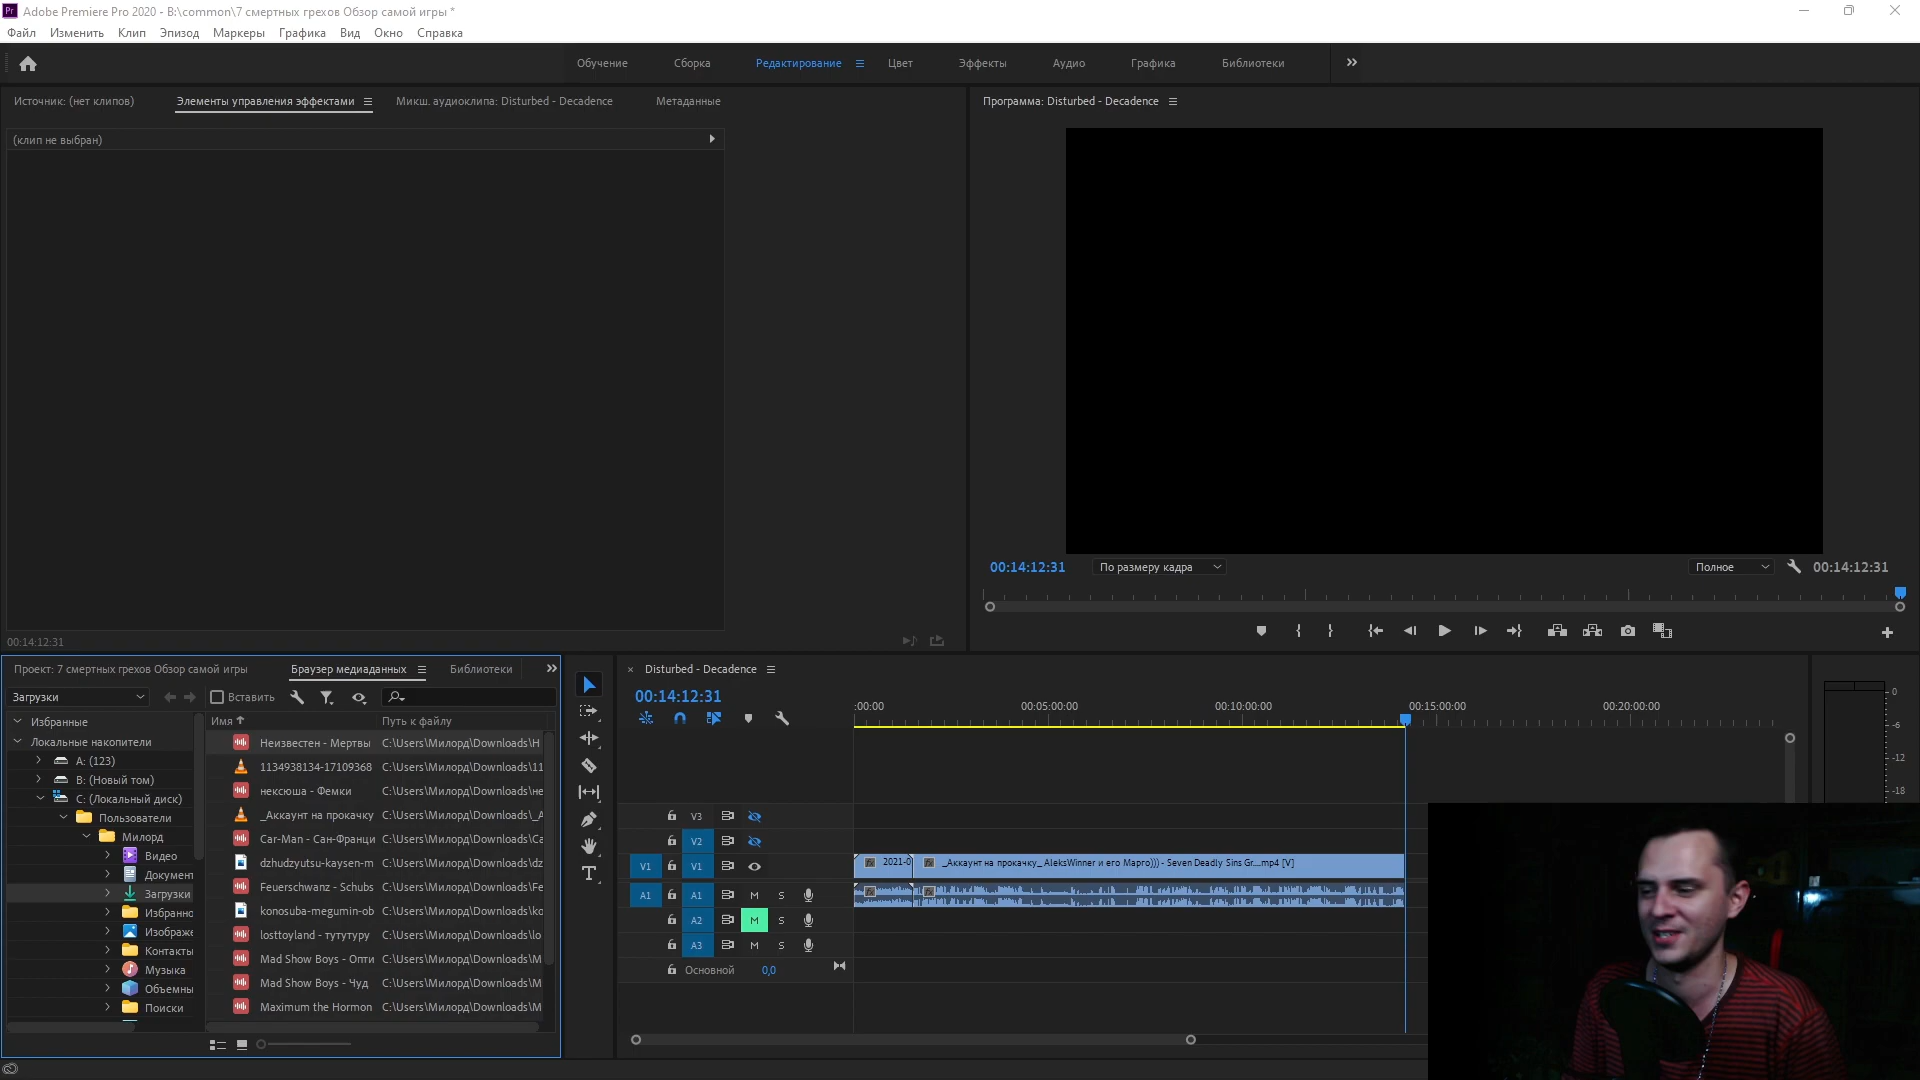 Adobe Premiere Pro 2020 - B:\common\7 смертных грехов Обзор самой игры *
Файл Изменить Клип Эпизод Маркеры Графика Вид Окно Справка
Обучение Сборка Редактирование Цвет Эффекты Аудио Графика Библиотеки
Источник: (нет клипов) Элементы управления эффектами Микш. аудиоклипа: Disturbed - Decadence Метаданные
Программа: Disturbed - Decadence
(клип не выбран)
00:14:12:31 По размеру кадра Полное 00:14:12:31
00:14:12:31
Проект: 7 смертных грехов Обзор самой игры Браузер медиаданных Библиотеки
Загрузки Вставить
Имя Путь к файлу
Избранные
Локальные накопители
A: (123)
B: (Новый том)
C: (Локальный диск)
Пользователи
Милорд
Видео
Документ
Загрузки
Избранно
Изображе
Контакты
Музыка
Объемны
Поиски
Неизвестен - Мертвы C:\Users\Милорд\Downloads\Н
1134938134-17109368 C:\Users\Милорд\Downloads\11
нексюша - Фемки C:\Users\Милорд\Downloads\не
_Аккаунт на прокачку C:\Users\Милорд\Downloads\_А
Car-Man - Сан-Франци C:\Users\Милорд\Downloads\Ca
dzhudzyutsu-kaysen-m C:\Users\Милорд\Downloads\dz
Feuerschwanz - Schubs C:\Users\Милорд\Downloads\Fe
konosuba-megumin-ob C:\Users\Милорд\Downloads\ko
losttoyland - тутутуру C:\Users\Милорд\Downloads\lo
Mad Show Boys - Опти C:\Users\Милорд\Downloads\M
Mad Show Boys - Чуд C:\Users\Милорд\Downloads\M
Maximum the Hormon C:\Users\Милорд\Downloads\M
Disturbed - Decadence
00:14:12:31
:00:00 00:05:00:00 00:10:00:00 00:15:00:00 00:20:00:00
V3
V2
V1 V1 2021-0 _Аккаунт на прокачку_ AleksWinner и его Марго))) - Seven Deadly Sins Gr....mp4 [V]
A1 A1 M S
A2 M S
A3 M S
Основной 0,0
0
-6
-12
-18